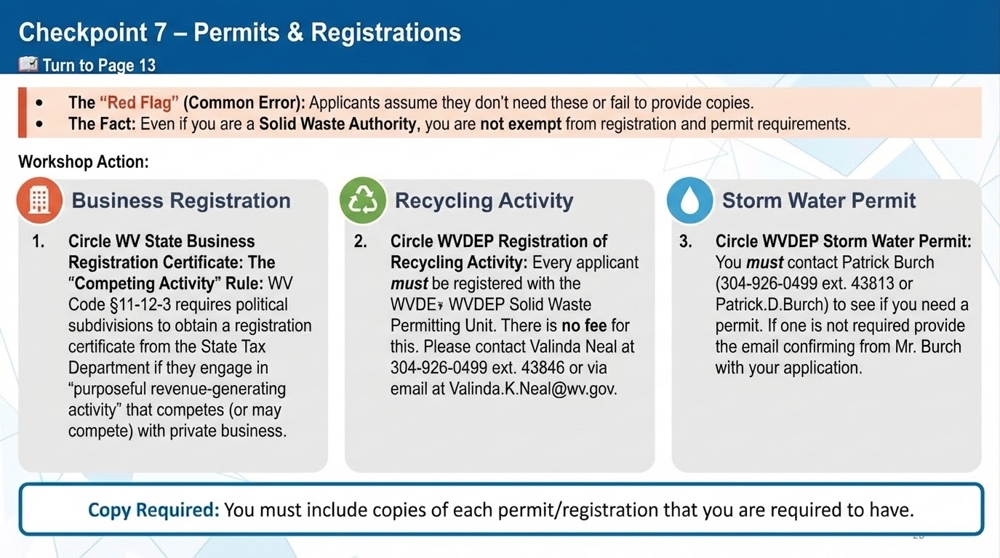 Checkpoint 7 – Permits & Registrations
Turn to Page 13
• The “Red Flag” (Common Error): Applicants assume they don't need these or fail to provide copies.
• The Fact: Even if you are a Solid Waste Authority, you are not exempt from registration and permit requirements.
Workshop Action:
Business Registration
1. Circle WV State Business
Registration Certificate: The
“Competing Activity” Rule: WV
Code §11-12-3 requires political
subdivisions to obtain a registration
certificate from the State Tax
Department if they engage in
“purposeful revenue-generating
activity” that competes (or may
compete) with private business.
Recycling Activity
2. Circle WVDEP Registration of
Recycling Activity: Every applicant
must be registered with the
WVDEP Solid Waste
Permitting Unit. There is no fee for
this. Please contact Valinda Neal at
304-926-0499 ext. 43846 or via
email at Valinda.K.Neal@wv.gov.
Storm Water Permit
3. Circle WVDEP Storm Water Permit:
You must contact Patrick Burch
(304-926-0499 ext. 43813 or
Patrick.D.Burch) to see if you need a
permit. If one is not required provide
the email confirming from Mr. Burch
with your application.
Copy Required: You must include copies of each permit/registration that you are required to have.